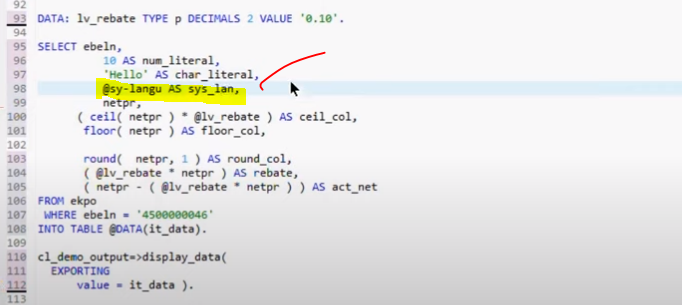 92
93 DATA: lv_rebate TYPE p DECIMALS 2 VALUE '0.10'.
94
95 SELECT ebeln,
96 10 AS num_literal,
97 'Hello' AS char_literal,
98 @sy-langu AS sys_lan,
99 netpr,
100 ( ceil( netpr ) * @lv_rebate ) AS ceil_col,
101 floor( netpr ) AS floor_col,
102
103 round( netpr, 1 ) AS round_col,
104 ( @lv_rebate * netpr ) AS rebate,
105 ( netpr - ( @lv_rebate * netpr ) ) AS act_net
106 FROM ekpo
107 WHERE ebeln = '4500000046'
108 INTO TABLE @DATA(it_data).
109
110 cl_demo_output=>display_data(
111 EXPORTING
112 value = it_data ).
113